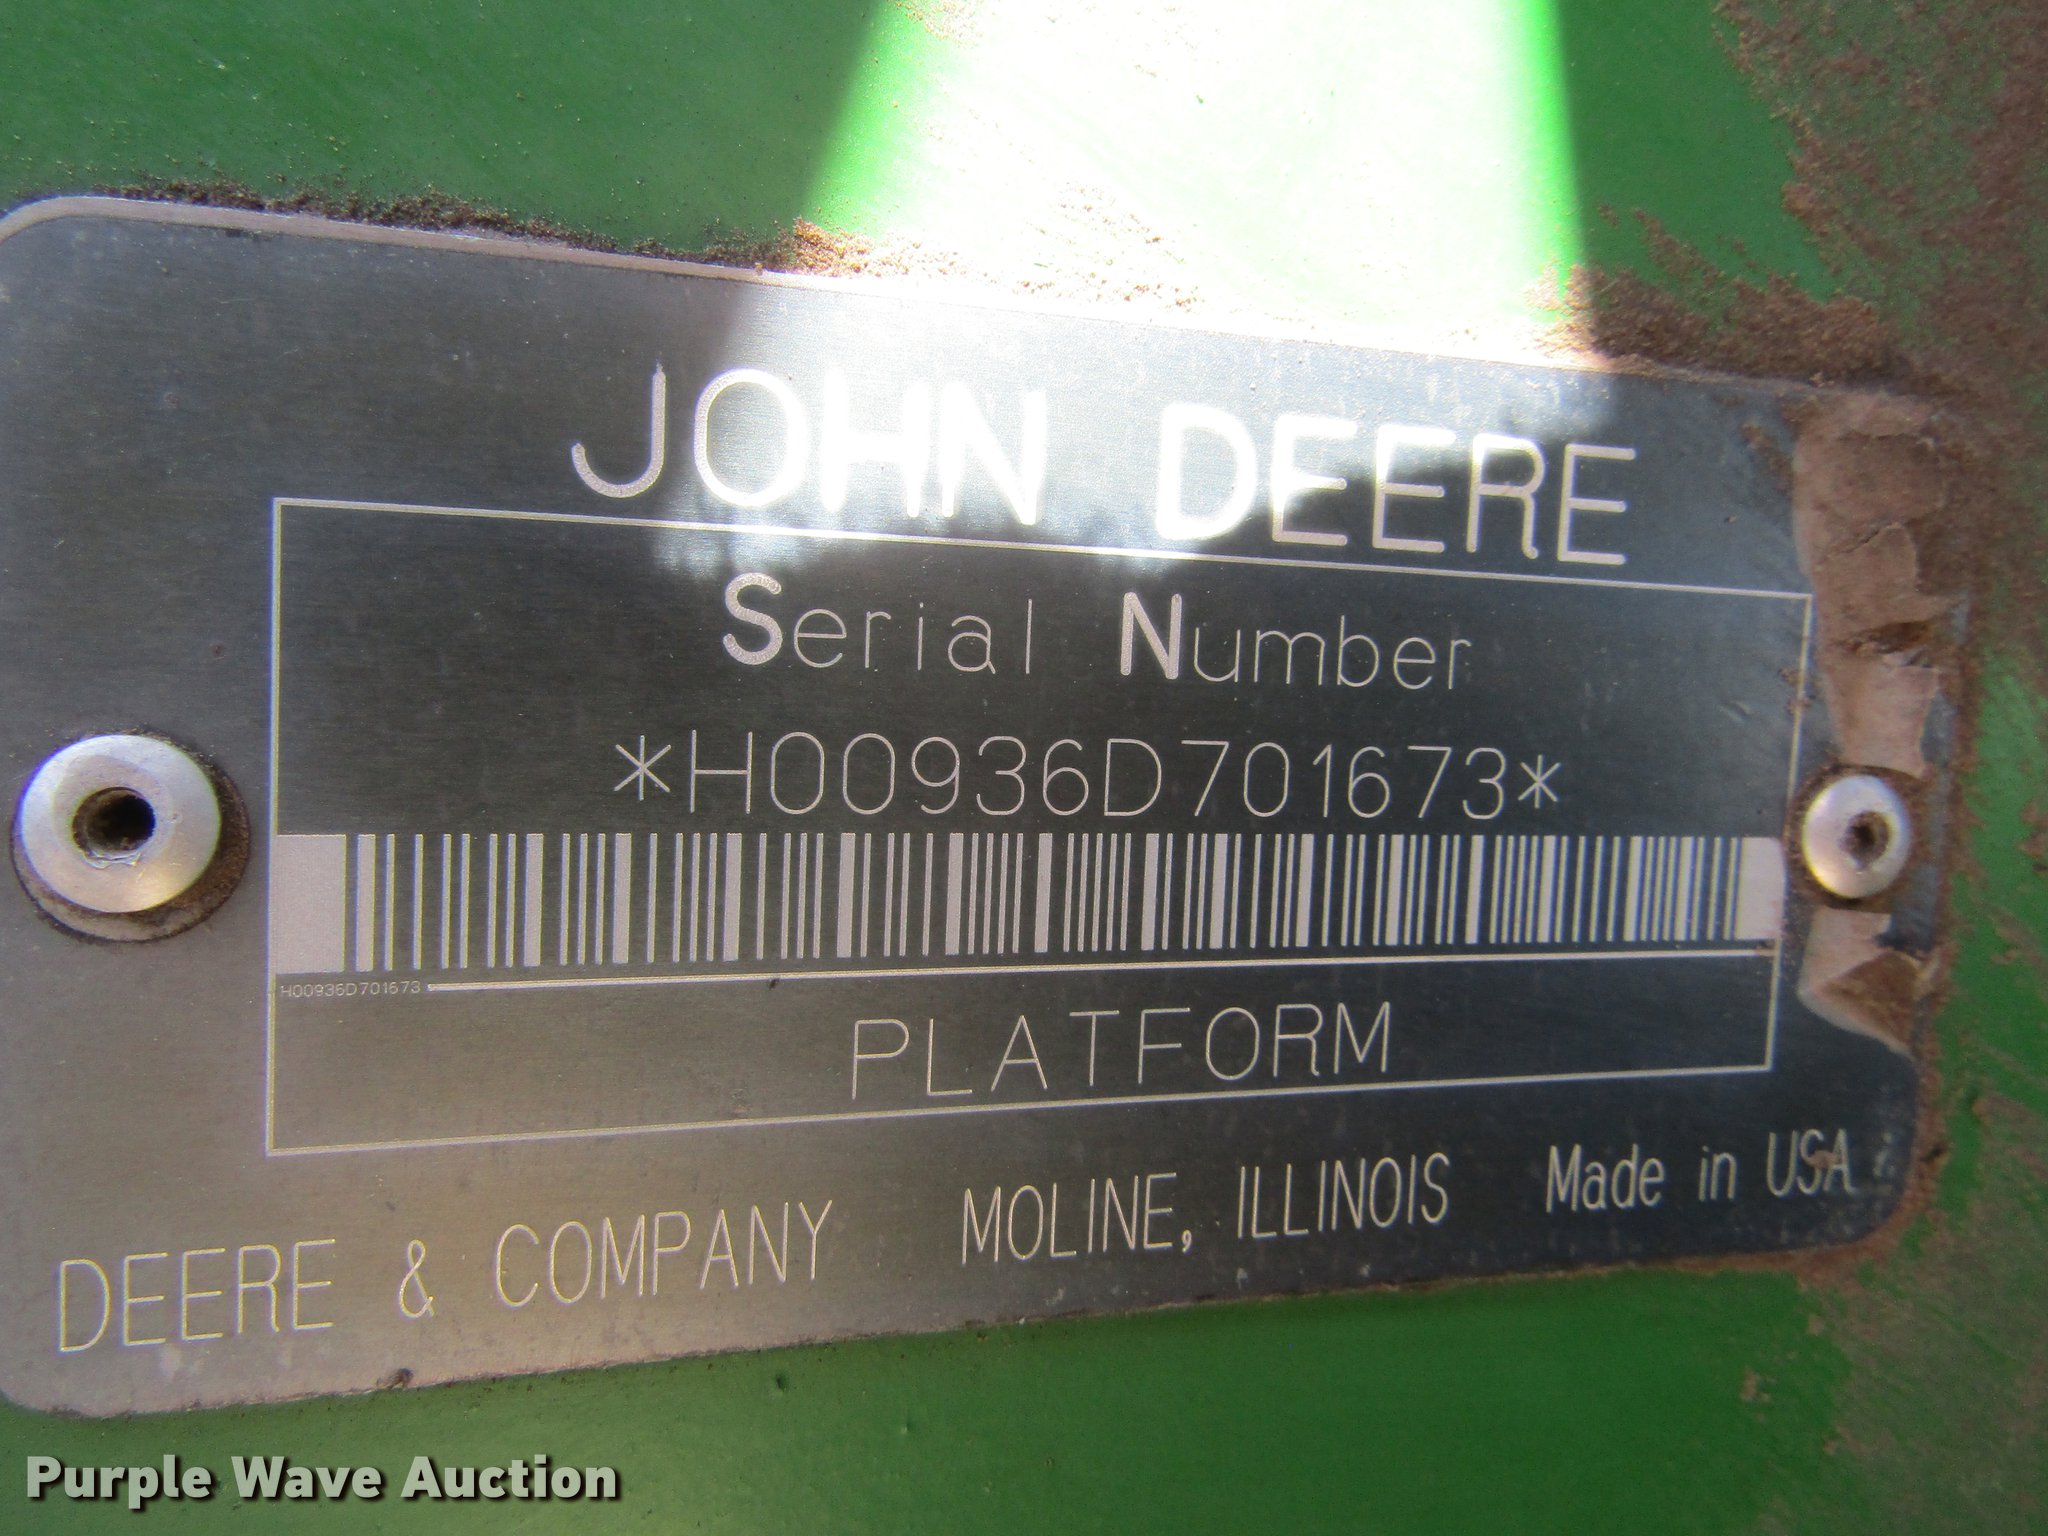 JOHN DEERE
Serial Number
*H00936D701673*
H00936D701673
PLATFORM
DEERE & COMPANY MOLINE, ILLINOIS Made in USA
Purple Wave Auction